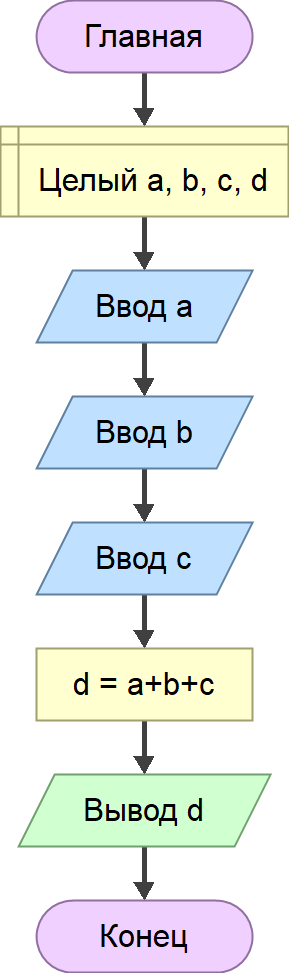 Главная
Целый a, b, c, d
Ввод a
Ввод b
Ввод c
d = a+b+c
Вывод d
Конец